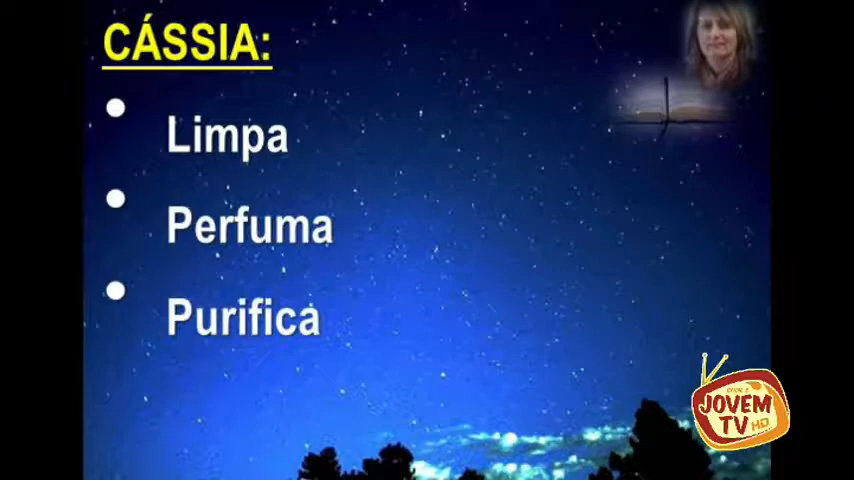 CÁSSIA:
• Limpa
• Perfuma
• Purifica
JOVEM
TV HD